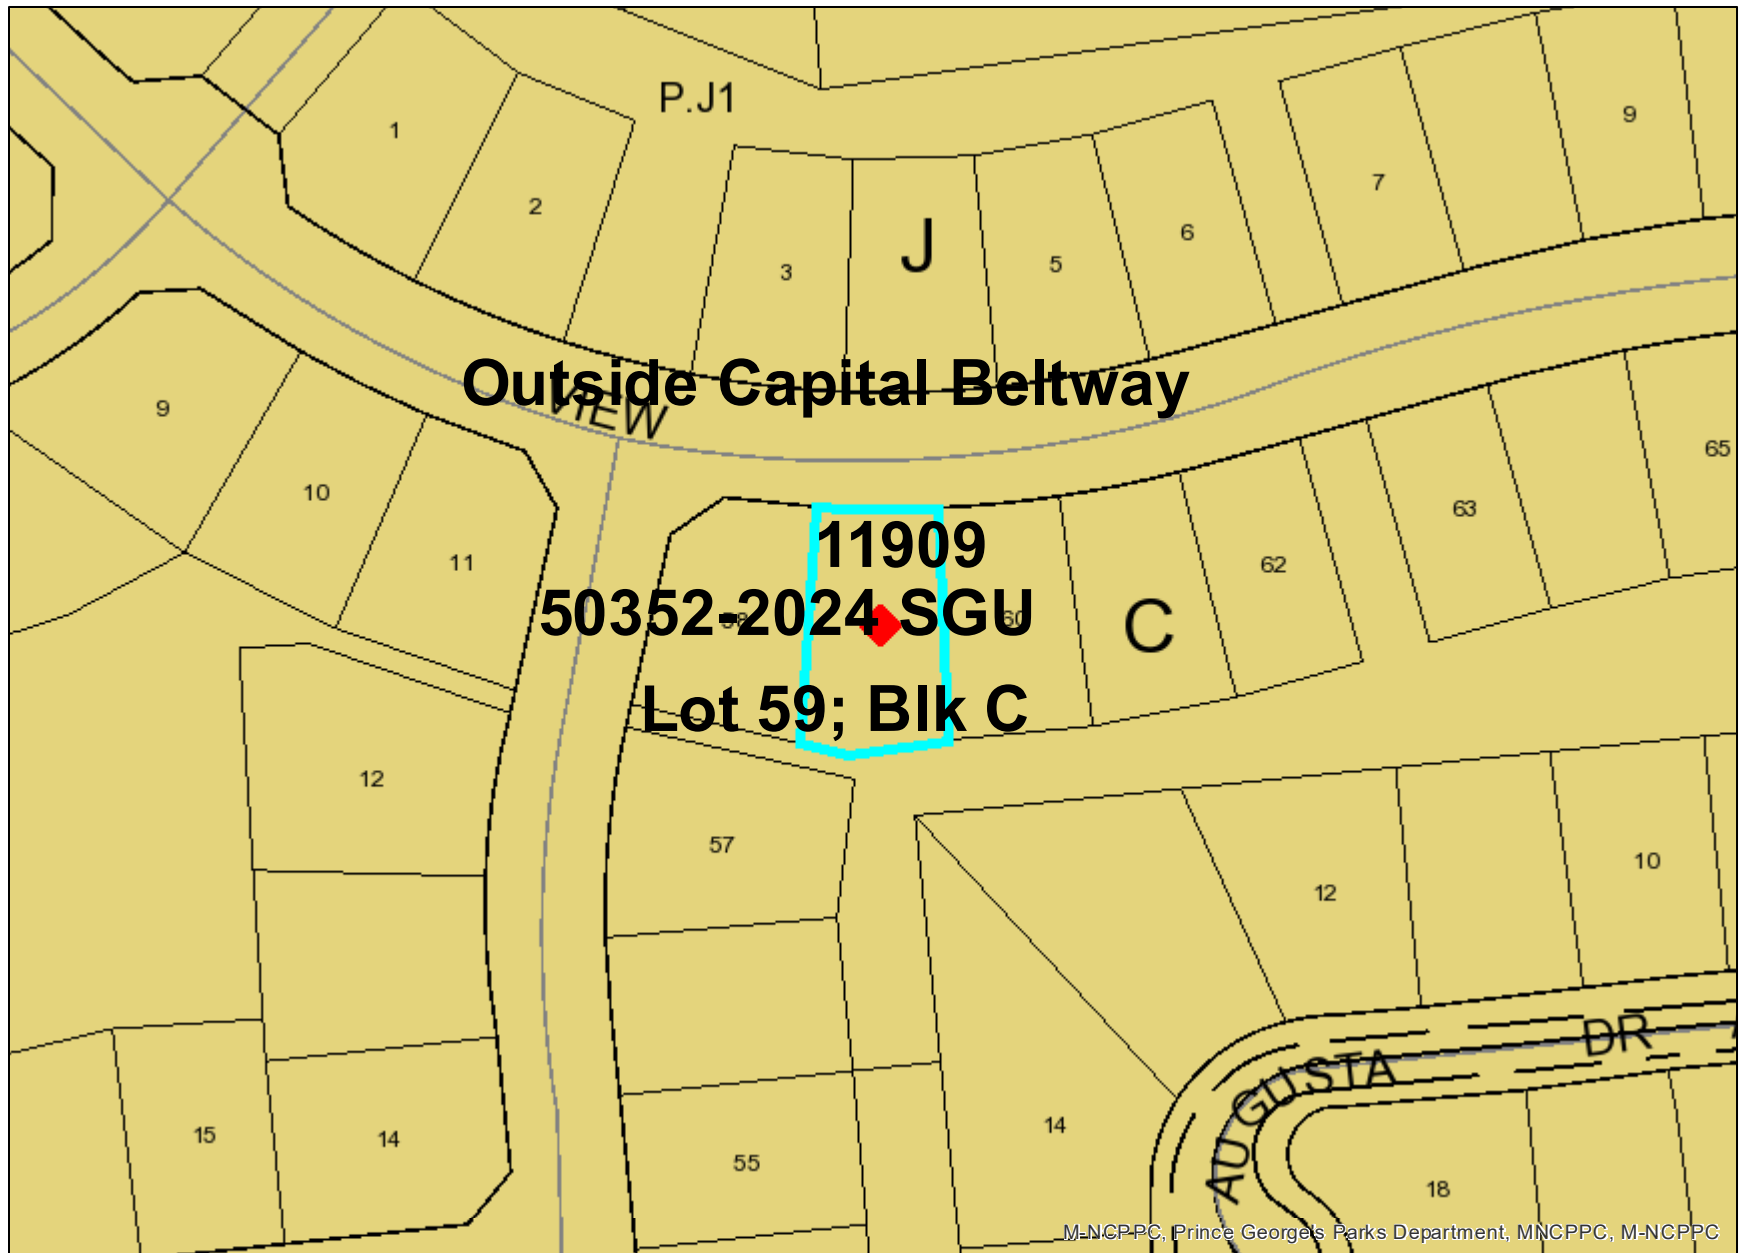 P.J1
1
2
3
J
5
6
7
9
Outside Capital Beltway
VIEW
9
10
11
11909
50352-2024 SGU
58
60
Lot 59; Blk C
C
62
63
65
12
57
12
10
15
14
55
14
18
AUGUSTA DR
M-NCPPC, Prince George's Parks Department, MNCPPC, M-NCPPC